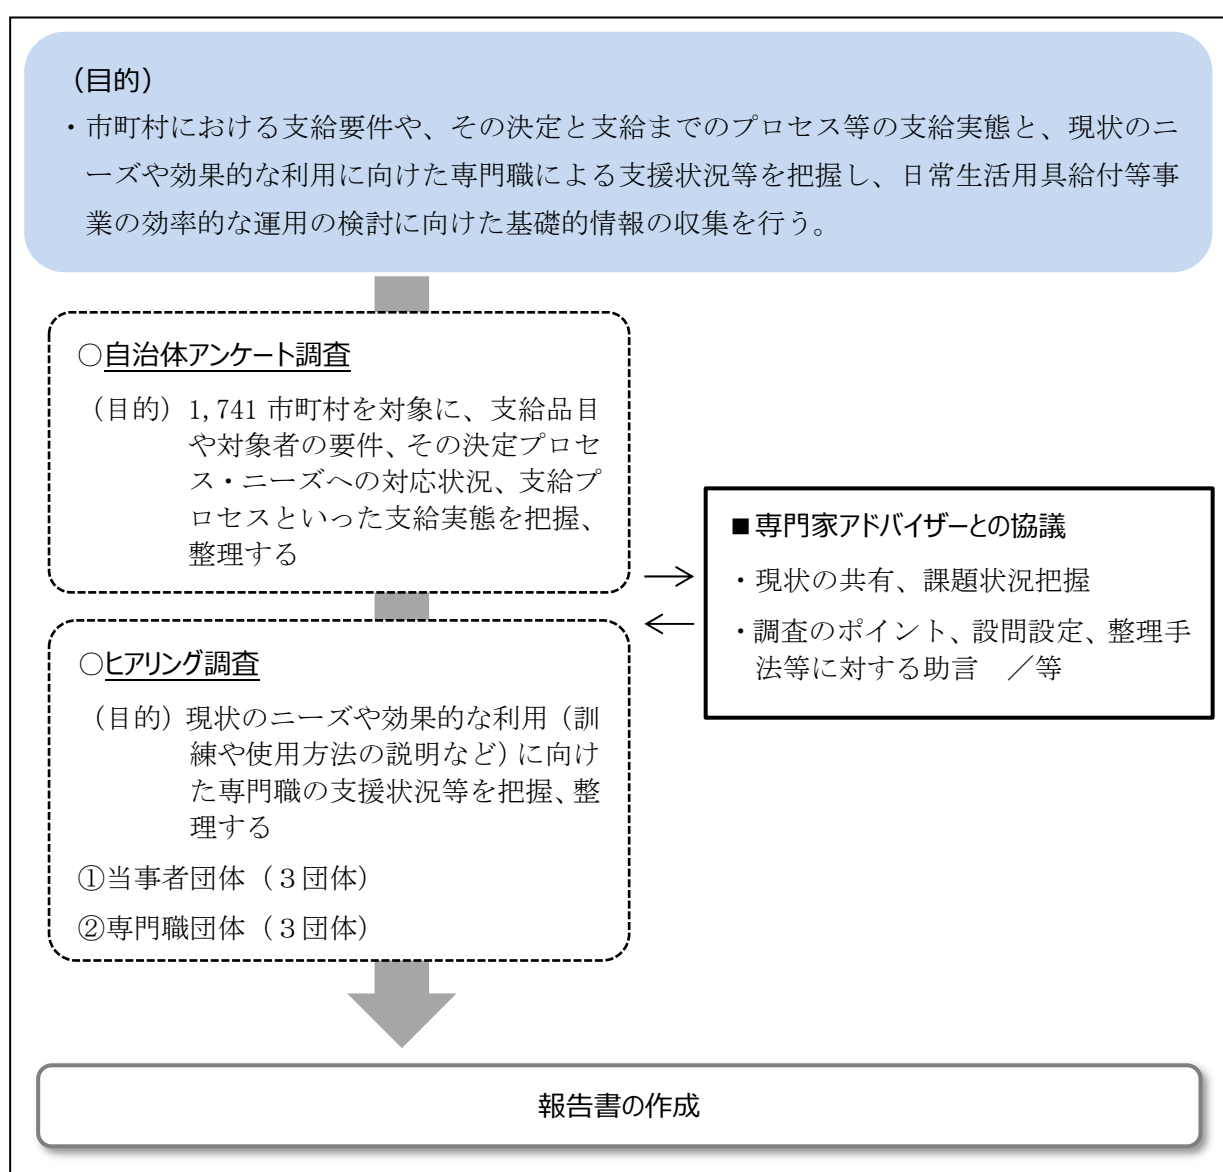 （目的）
・市町村における支給要件や、その決定と支給までのプロセス等の支給実態と、現状のニ
ーズや効果的な利用に向けた専門職による支援状況等を把握し、日常生活用具給付等事
業の効率的な運用の検討に向けた基礎的情報の収集を行う。
○自治体アンケート調査
（目的）1,741 市町村を対象に、支給品目
や対象者の要件、その決定プロセ
ス・ニーズへの対応状況、支給プ
ロセスといった支給実態を把握、
整理する
○ヒアリング調査
（目的）現状のニーズや効果的な利用（訓
練や使用方法の説明など）に向け
た専門職の支援状況等を把握、整
理する
①当事者団体（３団体）
②専門職団体（３団体）
■専門家アドバイザーとの協議
・現状の共有、課題状況把握
・調査のポイント、設問設定、整理手
法等に対する助言　／等
報告書の作成